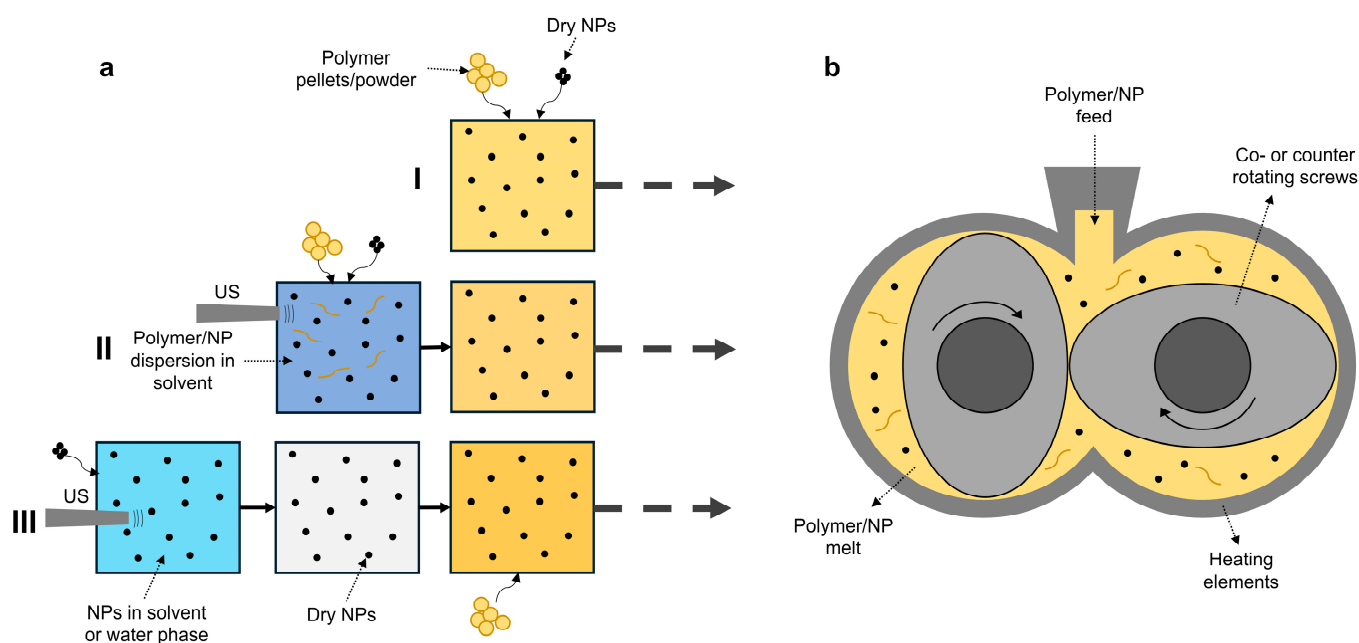 a
Polymer
pellets/powder
Dry NPs
I
US
II
Polymer/NP
dispersion in
solvent
US
III
NPs in solvent
or water phase
Dry NPs
b
Polymer/NP
feed
Co- or counter
rotating screws
Polymer/NP
melt
Heating
elements